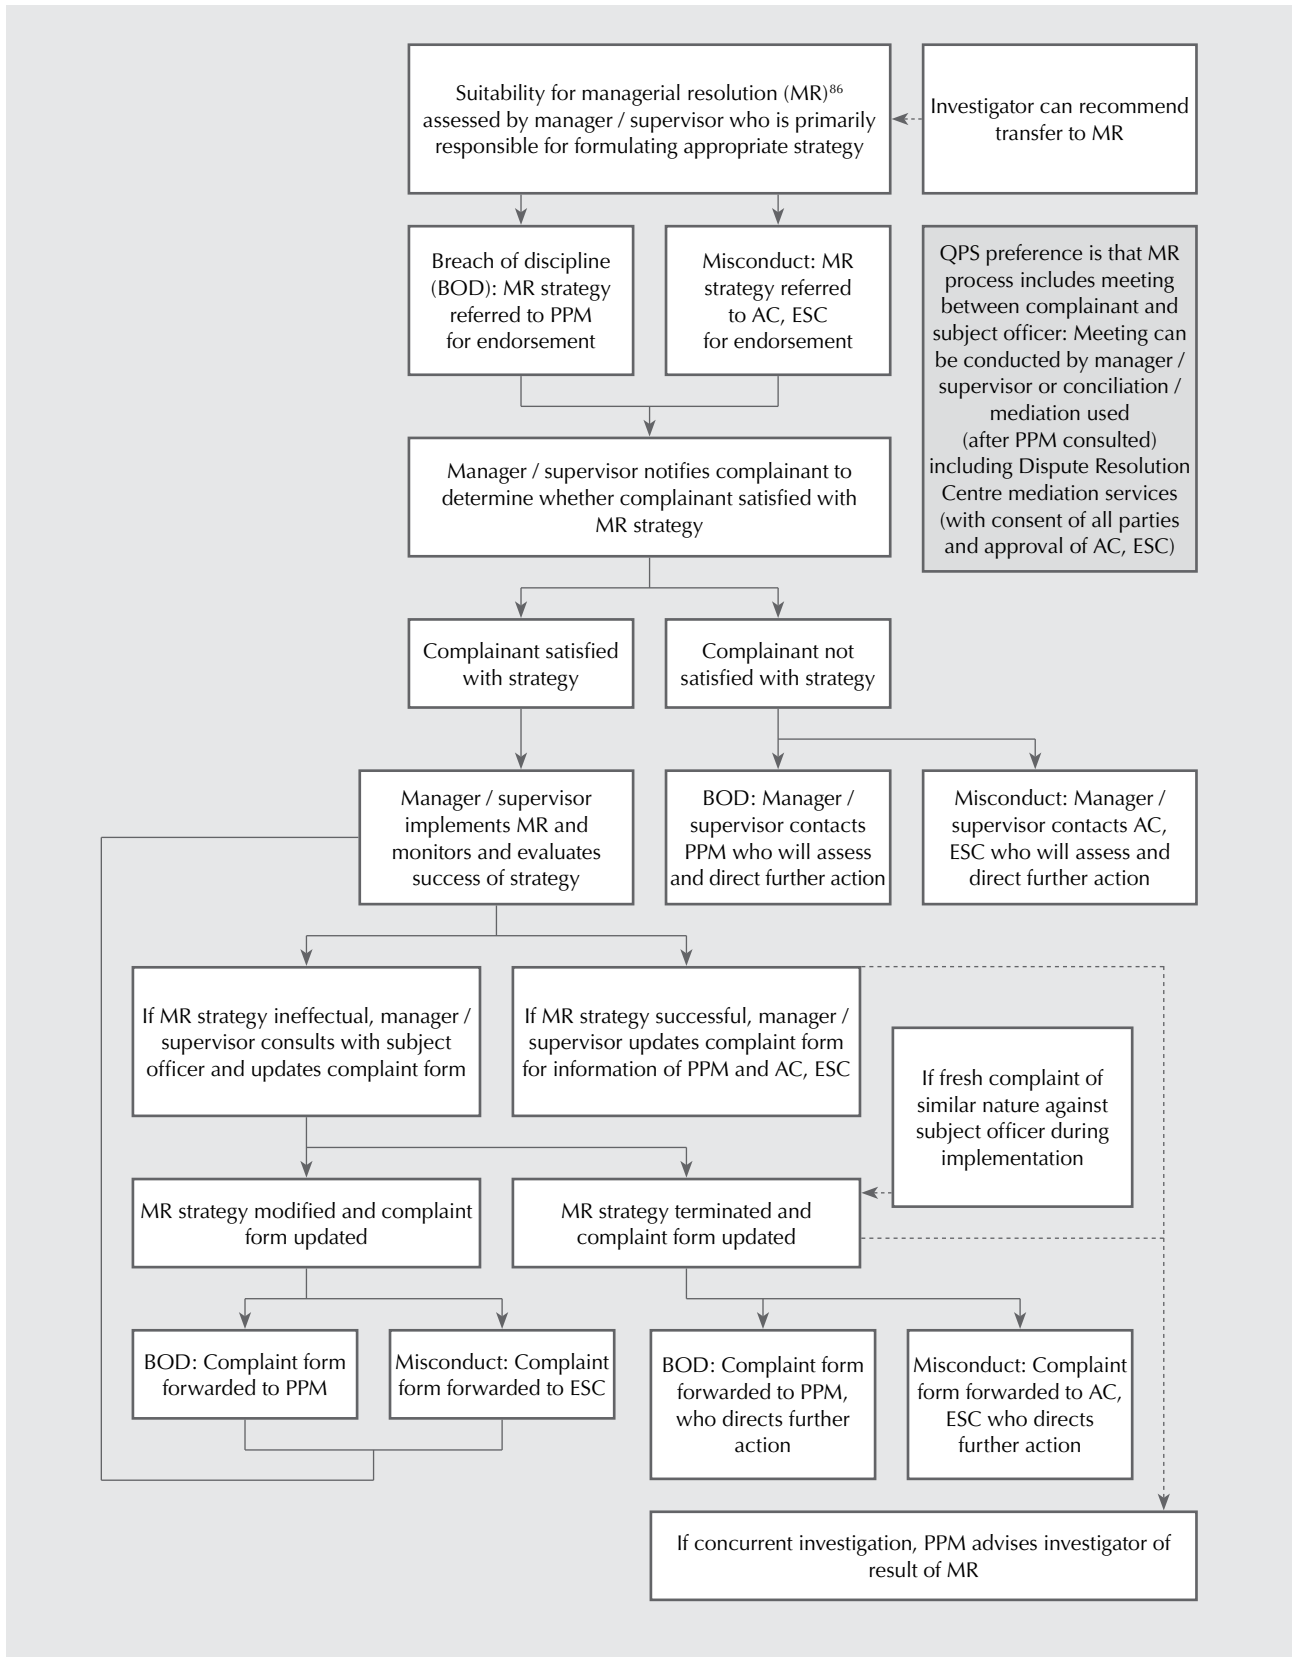 Suitability for managerial resolution (MR)⁸⁶
assessed by manager / supervisor who is primarily
responsible for formulating appropriate strategy
Investigator can recommend
transfer to MR
Breach of discipline
(BOD): MR strategy
referred to PPM
for endorsement
Misconduct: MR
strategy referred
to AC, ESC
for endorsement
QPS preference is that MR
process includes meeting
between complainant and
subject officer: Meeting can
be conducted by manager /
supervisor or conciliation /
mediation used
(after PPM consulted)
including Dispute Resolution
Centre mediation services
(with consent of all parties
and approval of AC, ESC)
Manager / supervisor notifies complainant to
determine whether complainant satisfied with
MR strategy
Complainant satisfied
with strategy
Complainant not
satisfied with strategy
Manager / supervisor
implements MR and
monitors and evaluates
success of strategy
BOD: Manager /
supervisor contacts
PPM who will assess
and direct further action
Misconduct: Manager /
supervisor contacts AC,
ESC who will assess and
direct further action
If MR strategy ineffectual, manager /
supervisor consults with subject
officer and updates complaint form
If MR strategy successful, manager /
supervisor updates complaint form
for information of PPM and AC, ESC
If fresh complaint of
similar nature against
subject officer during
implementation
MR strategy modified and complaint
form updated
MR strategy terminated and
complaint form updated
BOD: Complaint form
forwarded to PPM
Misconduct: Complaint
form forwarded to ESC
BOD: Complaint form
forwarded to PPM,
who directs further
action
Misconduct: Complaint
form forwarded to AC,
ESC who directs
further action
If concurrent investigation, PPM advises investigator of
result of MR